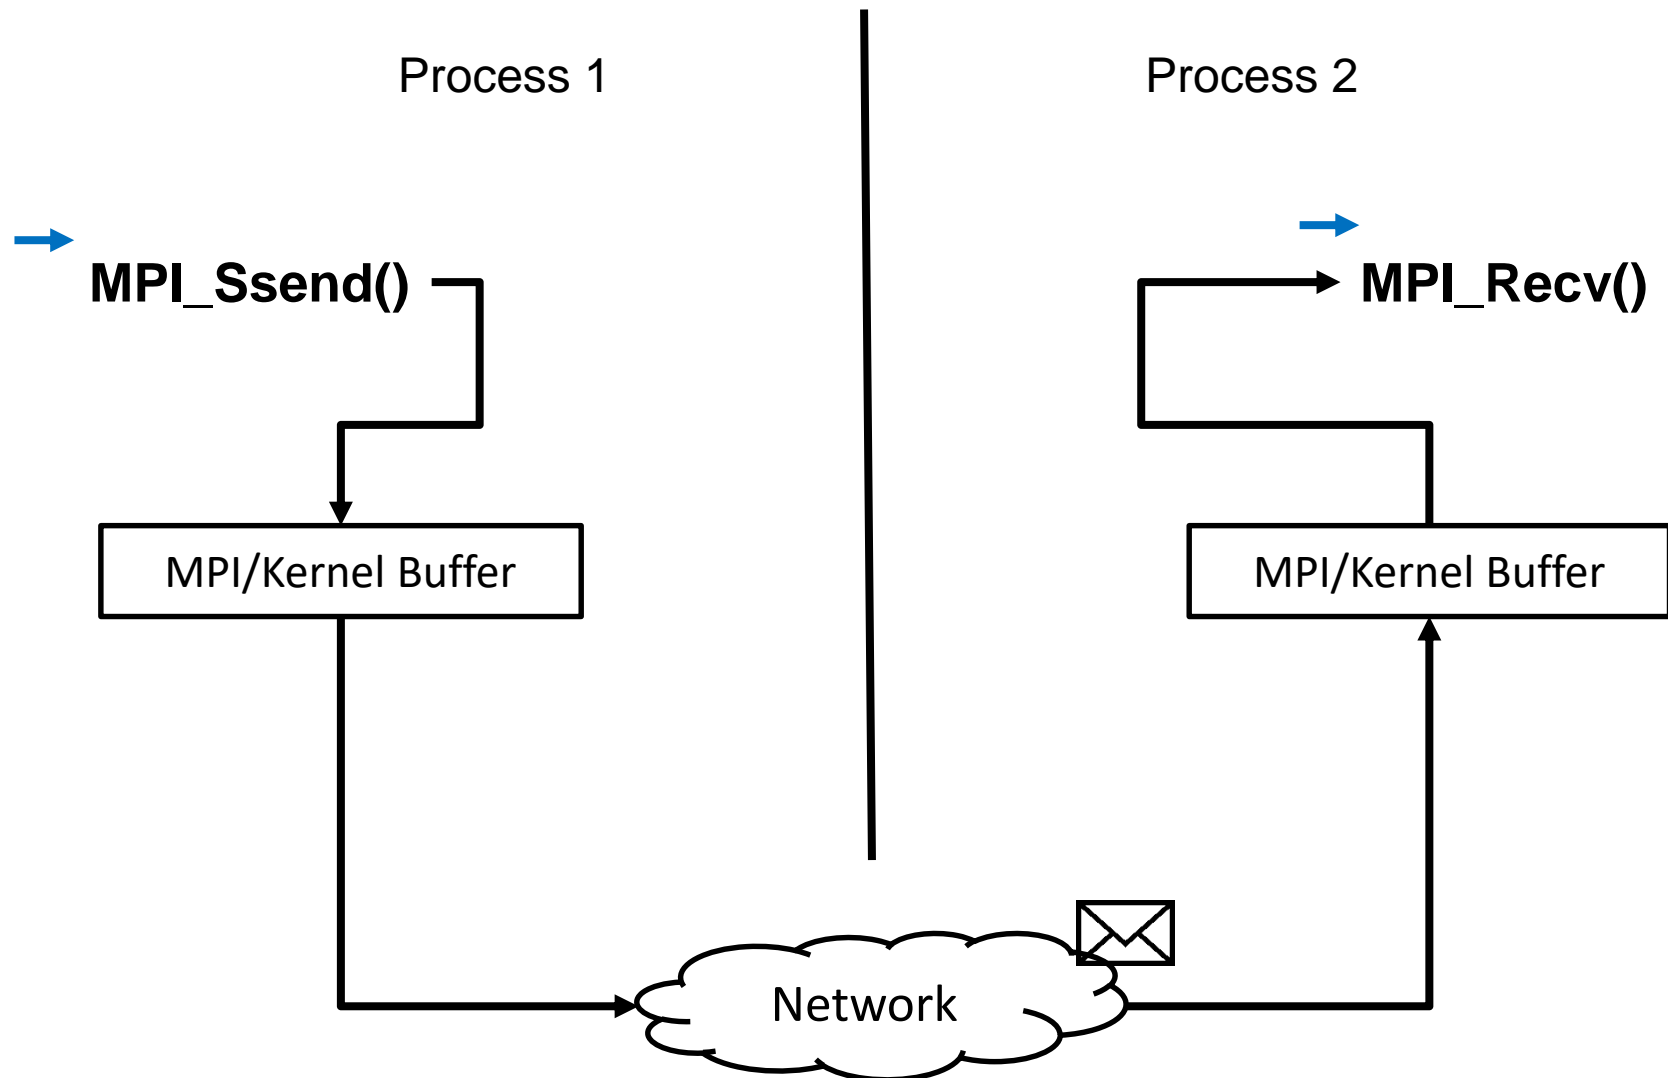 Process 1
Process 2
MPI_Ssend()
MPI_Recv()
MPI/Kernel Buffer
MPI/Kernel Buffer
Network